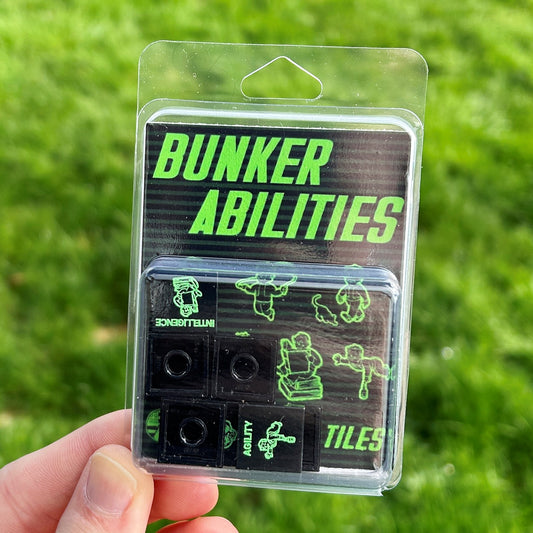 BUNKER
ABILITIES
INTELLIGENCE
AGILITY
TILES